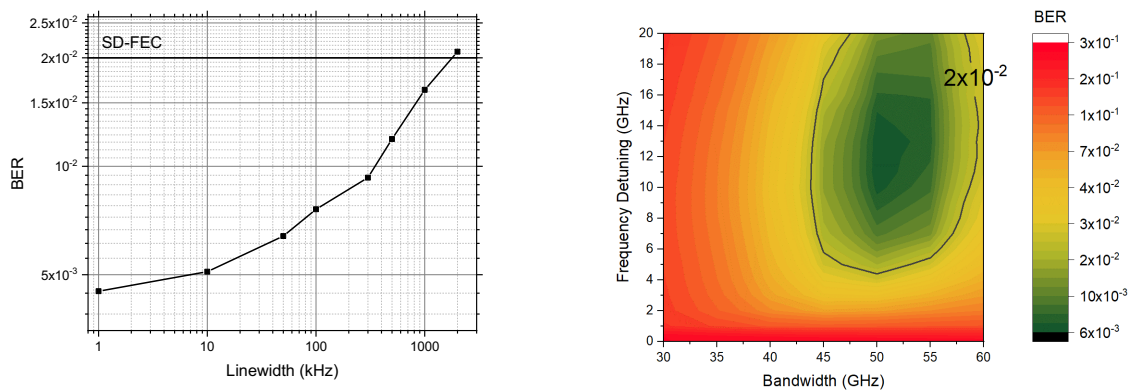 2.5x10⁻²
SD-FEC
2x10⁻²
1.5x10⁻²
10⁻²
5x10⁻³
BER
1 10 100 1000
Linewidth (kHz)
20
18
16
14
12
10
8
6
4
2
0
Frequency Detuning (GHz)
2x10⁻²
30 35 40 45 50 55 60
Bandwidth (GHz)
BER
3x10⁻¹
2x10⁻¹
1x10⁻¹
7x10⁻²
4x10⁻²
3x10⁻²
2x10⁻²
10x10⁻³
6x10⁻³